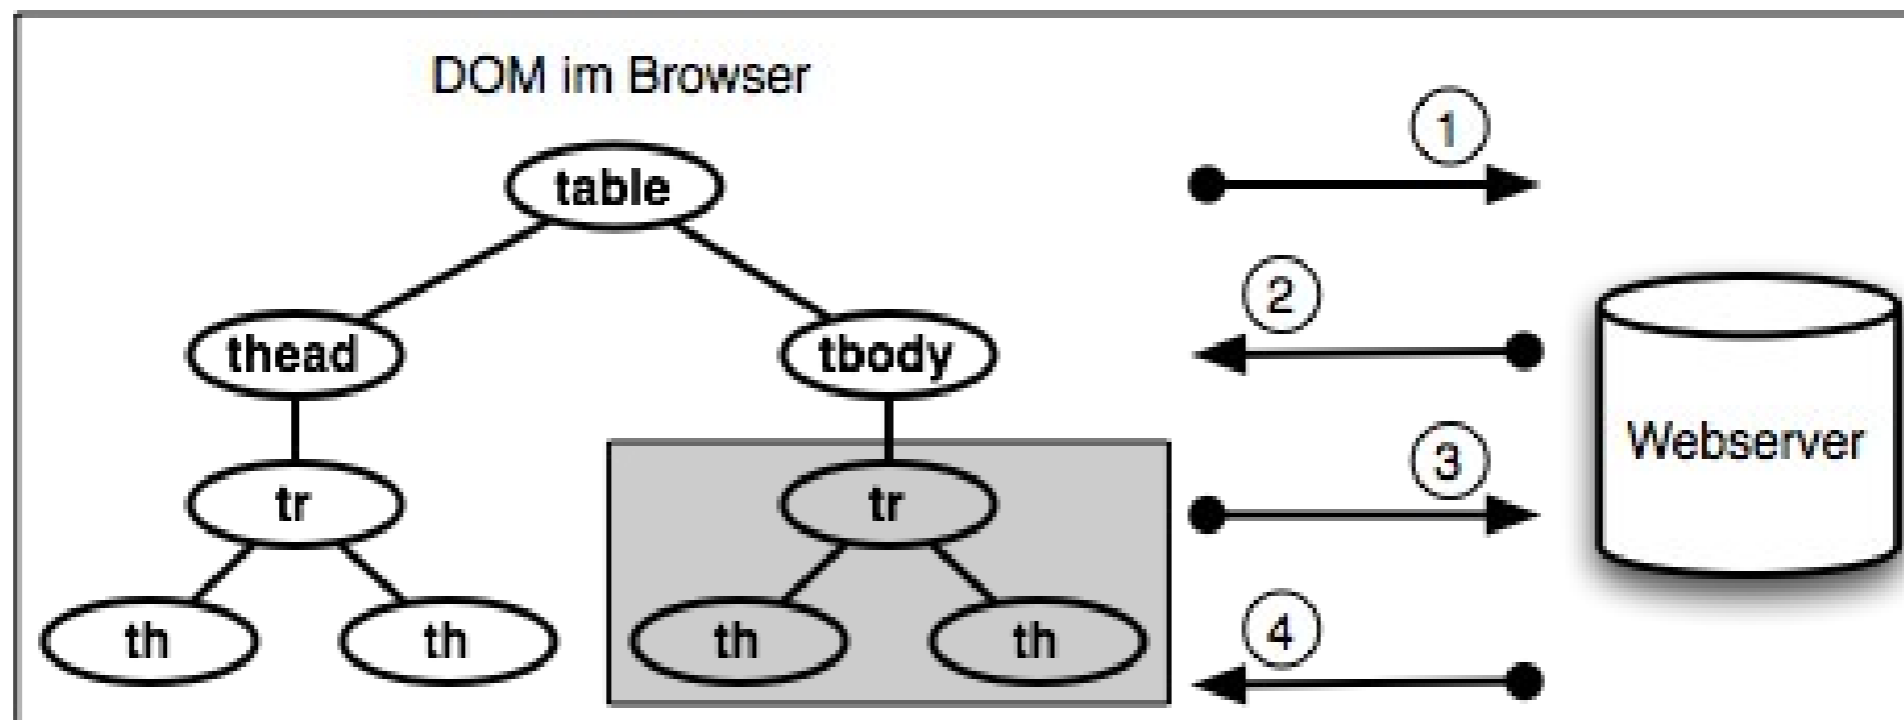 DOM im Browser
1
table
2
thead
tbody
Webserver
3
tr
tr
4
th
th
th
th